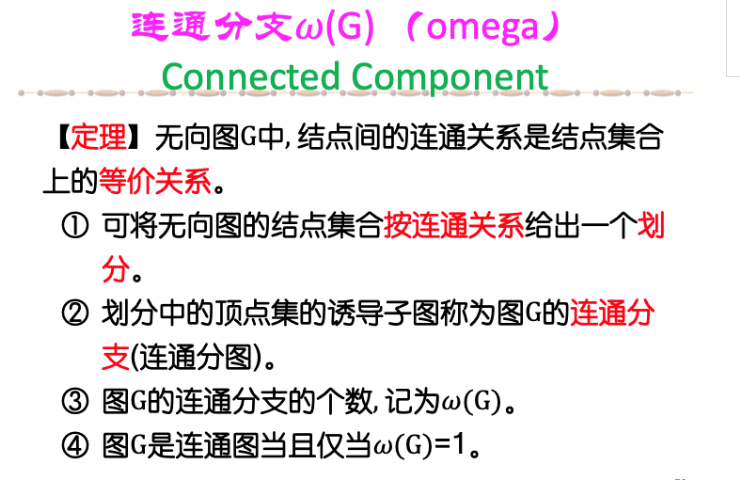 连通分支ω(G)（omega）
Connected Component
【定理】无向图G中, 结点间的连通关系是结点集合
上的等价关系。
① 可将无向图的结点集合按连通关系给出一个划
分。
② 划分中的顶点集的诱导子图称为图G的连通分
支(连通分图)。
③ 图G的连通分支的个数, 记为ω(G)。
④ 图G是连通图当且仅当ω(G)=1。